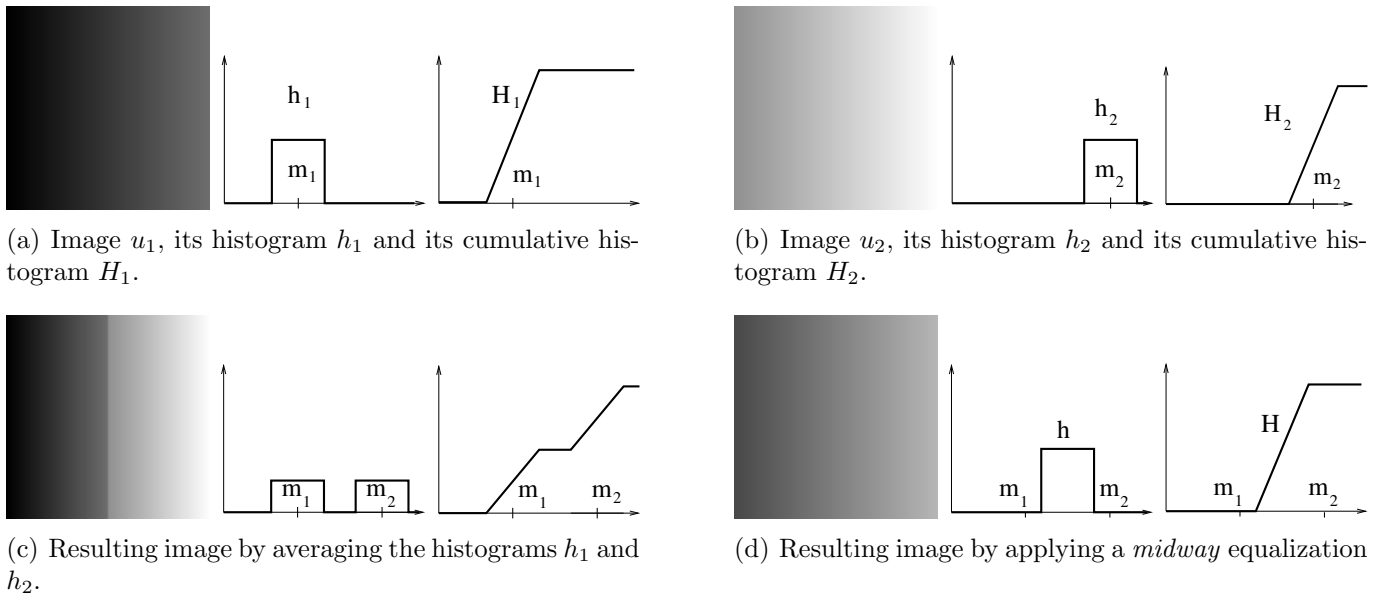 h1
m1
H1
m1
h2
m2
H2
m2
(a) Image u1, its histogram h1 and its cumulative his-
togram H1.
(b) Image u2, its histogram h2 and its cumulative his-
togram H2.
m1
m2
m1
m2
h
m1
m2
H
m1
m2
(c) Resulting image by averaging the histograms h1 and
h2.
(d) Resulting image by applying a midway equalization